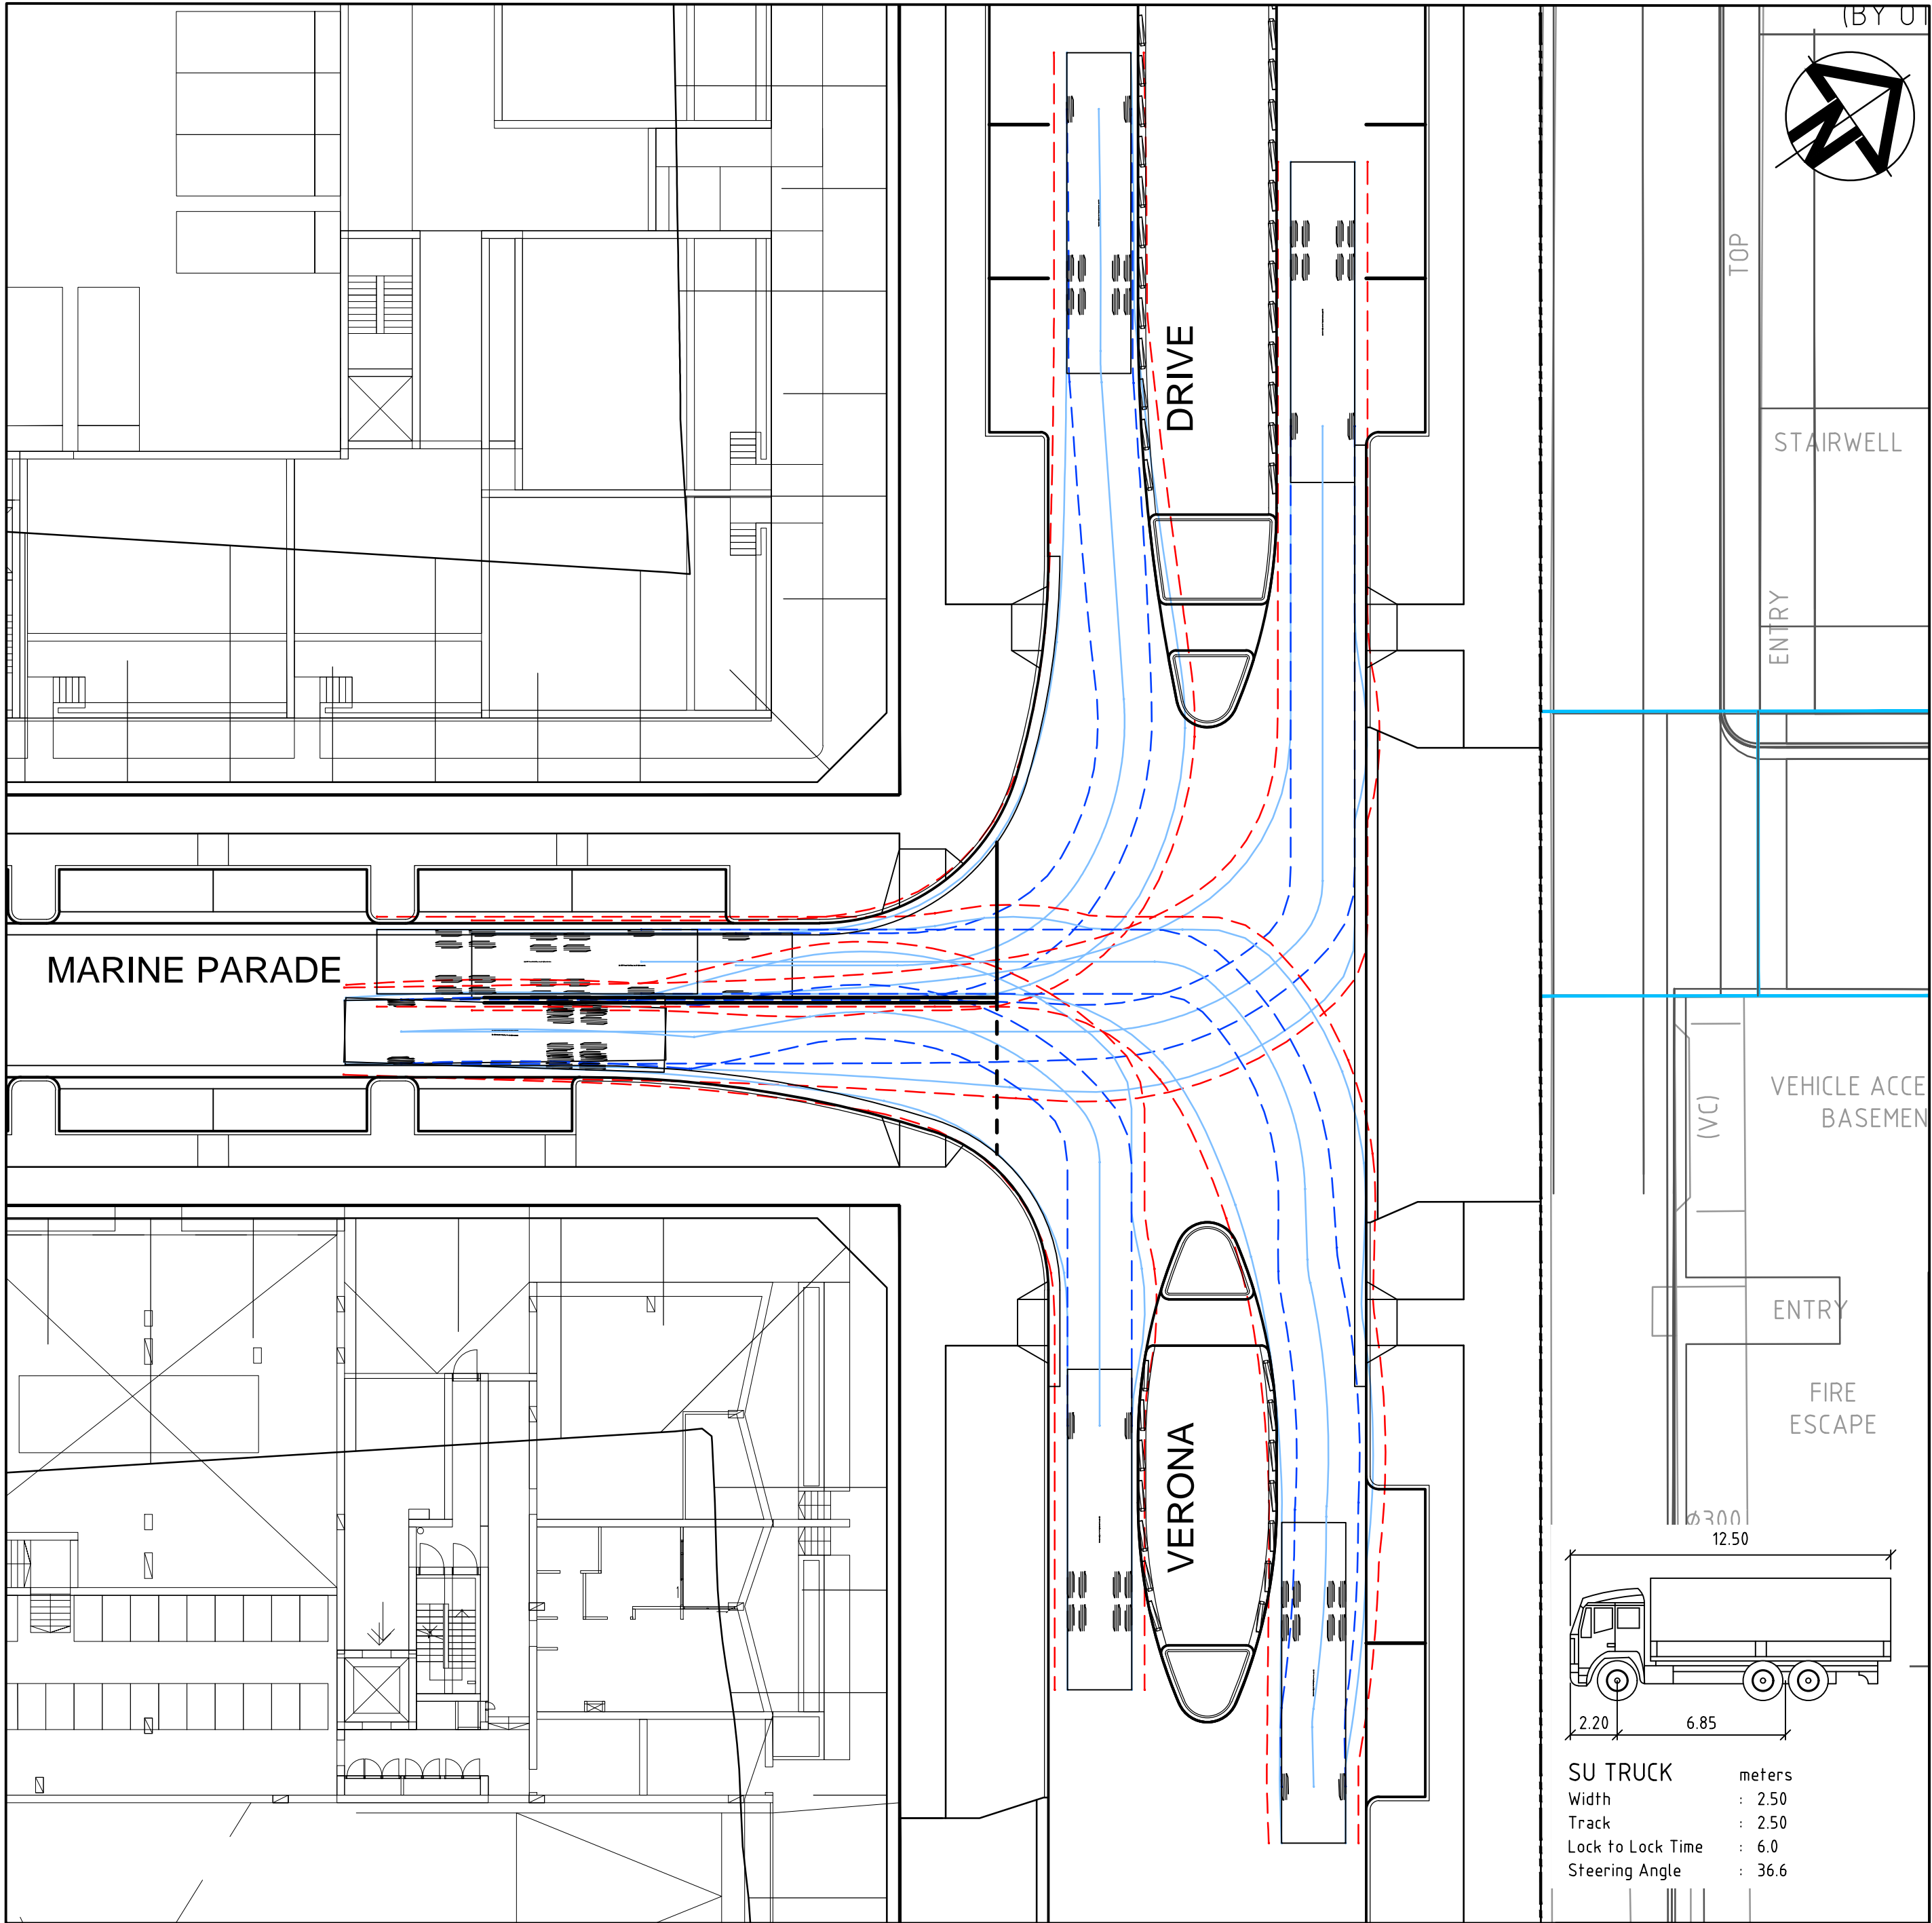 (BY OT
N
TOP
DRIVE
STAIRWELL
ENTRY
MARINE PARADE
VEHICLE ACCE
BASEMEN
(VC)
ENTRY
FIRE
ESCAPE
VERONA
Ø300
12.50
2.20
6.85
SU TRUCK meters
Width : 2.50
Track : 2.50
Lock to Lock Time : 6.0
Steering Angle : 36.6